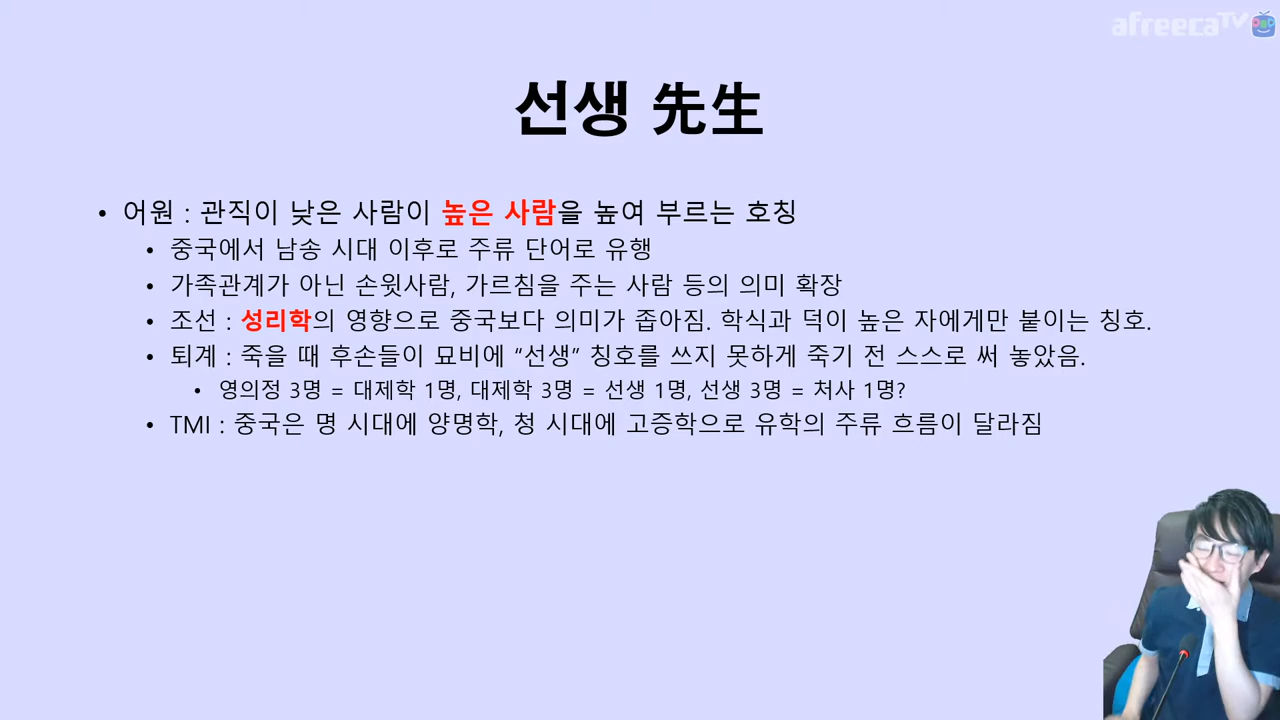 afreecaTV
선생 先生
• 어원 : 관직이 낮은 사람이 높은 사람을 높여 부르는 호칭
• 중국에서 남송 시대 이후로 주류 단어로 유행
• 가족관계가 아닌 손윗사람, 가르침을 주는 사람 등의 의미 확장
• 조선 : 성리학의 영향으로 중국보다 의미가 좁아짐. 학식과 덕이 높은 자에게만 붙이는 칭호.
• 퇴계 : 죽을 때 후손들이 묘비에 “선생” 칭호를 쓰지 못하게 죽기 전 스스로 써 놓았음.
• 영의정 3명 = 대제학 1명, 대제학 3명 = 선생 1명, 선생 3명 = 처사 1명?
• TMI : 중국은 명 시대에 양명학, 청 시대에 고증학으로 유학의 주류 흐름이 달라짐